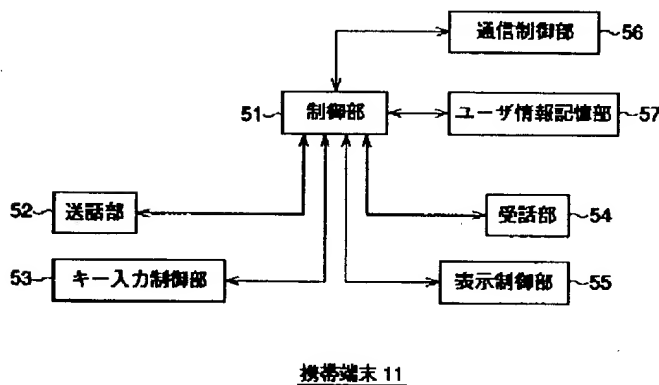 通信制御部 56
51 制御部
ユーザ情報記憶部 57
52 送話部
受話部 54
53 キー入力制御部
表示制御部 55
携帯端末 11